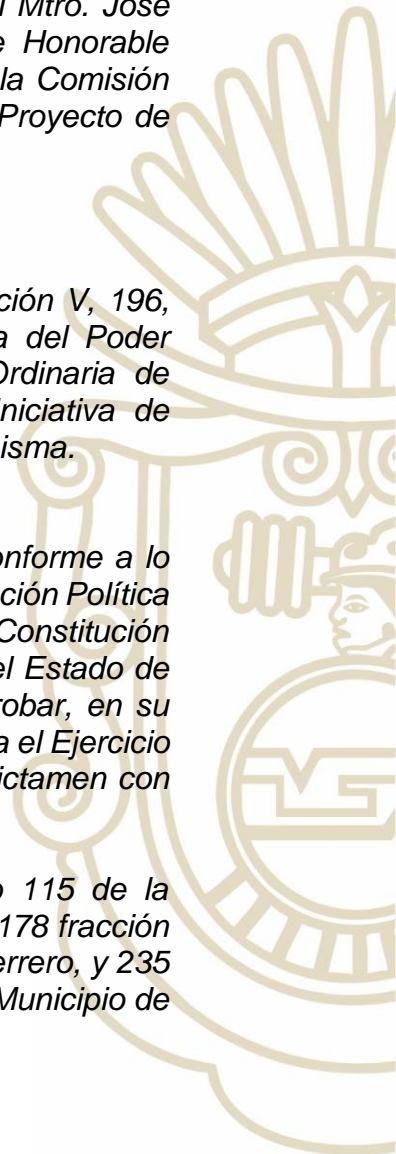 l Mtro. José
e Honorable
la Comisión
Proyecto de
ción V, 196,
a del Poder
Ordinaria de
niciativa de
isma.
onforme a lo
ción Política
Constitución
el Estado de
robar, en su
a el Ejercicio
ictamen con
o 115 de la
178 fracción
errero, y 235
Municipio de